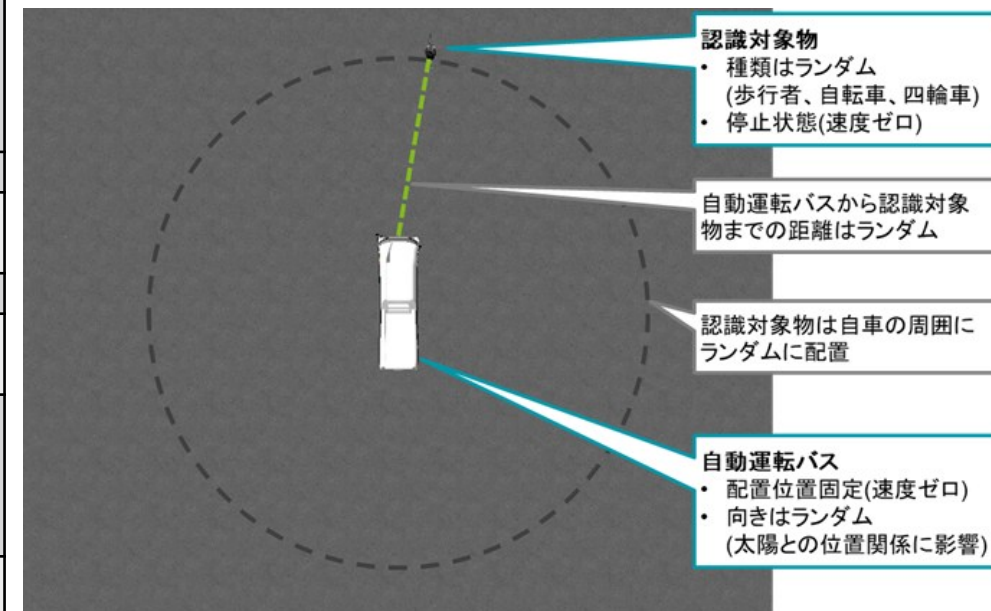 認識対象物
・ 種類はランダム
(歩行者、自転車、四輪車)
・ 停止状態(速度ゼロ)
自動運転バスから認識対象
物までの距離はランダム
認識対象物は自車の周囲に
ランダムに配置
自動運転バス
・ 配置位置固定(速度ゼロ)
・ 向きはランダム
(太陽との位置関係に影響)